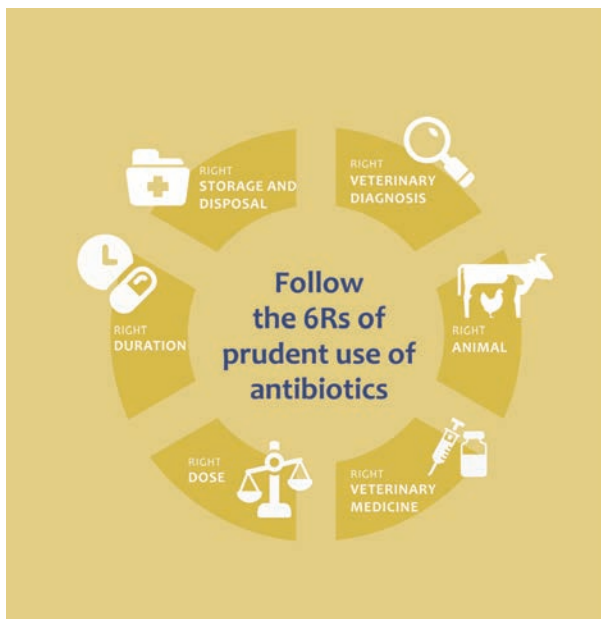 Follow
the 6Rs of
prudent use of
antibiotics
RIGHT
VETERINARY
DIAGNOSIS
RIGHT
ANIMAL
RIGHT
VETERINARY
MEDICINE
RIGHT
DOSE
RIGHT
DURATION
RIGHT
STORAGE AND
DISPOSAL